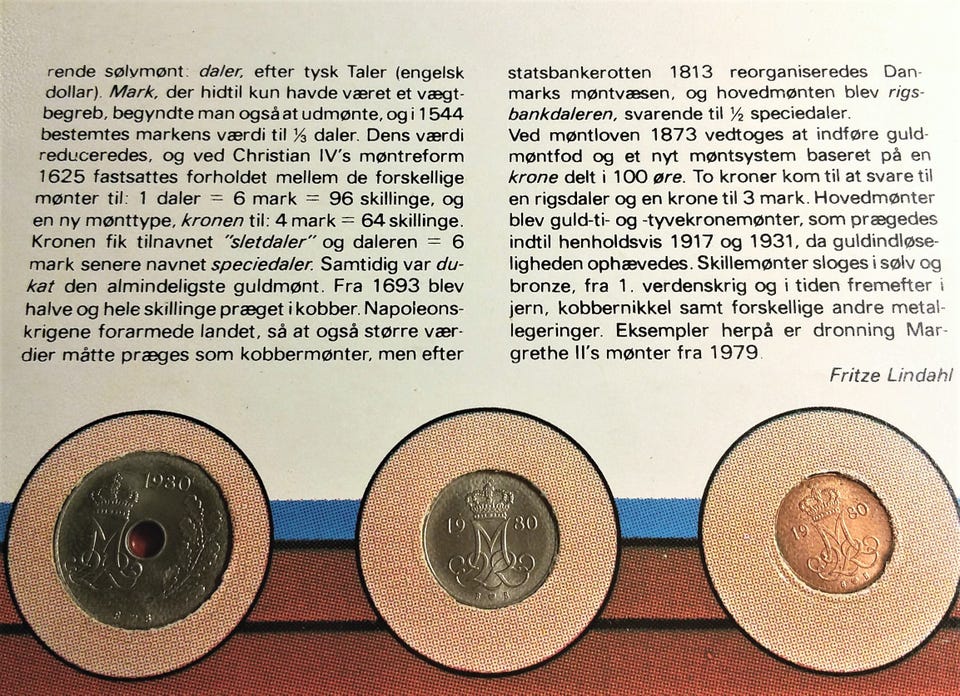 rende sølvmønt: daler, efter tysk Taler (engelsk
dollar). Mark, der hidtil kun havde været et vægt-
begreb, begyndte man også at udmønte, og i 1544
bestemtes markens værdi til ⅓ daler. Dens værdi
reduceredes, og ved Christian IV's møntreform
1625 fastsattes forholdet mellem de forskellige
mønter til: 1 daler = 6 mark = 96 skillinge, og
en ny mønttype, kronen til: 4 mark = 64 skillinge.
Kronen fik tilnavnet "sletdaler" og daleren = 6
mark senere navnet speciedaler. Samtidig var du-
kat den almindeligste guldmønt. Fra 1693 blev
halve og hele skillinge præget i kobber. Napoleons-
krigene forarmede landet, så at også større vær-
dier måtte præges som kobbermønter, men efter
statsbankerotten 1813 reorganiseredes Dan-
marks møntvæsen, og hovedmønten blev rigs-
bankdaleren, svarende til ½ speciedaler.
Ved møntloven 1873 vedtoges at indføre guld-
møntfod og et nyt møntsystem baseret på en
krone delt i 100 øre. To kroner kom til at svare til
en rigsdaler og en krone til 3 mark. Hovedmønter
blev guld-ti- og -tyvekronemønter, som prægedes
indtil henholdsvis 1917 og 1931, da guldindløse-
ligheden ophævedes. Skillemønter sloges i sølv og
bronze, fra 1. verdenskrig og i tiden fremefter i
jern, kobbernikkel samt forskellige andre metal-
legeringer. Eksempler herpå er dronning Mar-
grethe II's mønter fra 1979.
Fritze Lindahl
1980
1980
1980